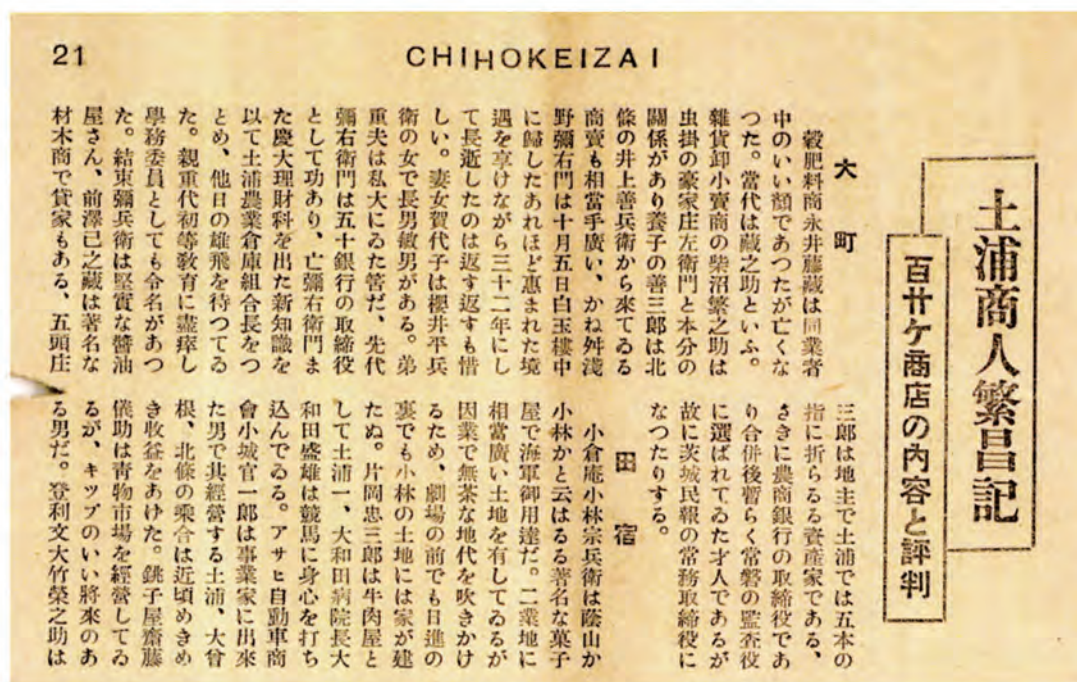 21
CHIHOKEIZAI
土浦商人繁昌記
百廿ケ商店の内容と評判
大町
穀肥料商永井藤藏は同業者
中のいい顏であつたが亡くな
つた。當代は藏之助といふ。
雜貨卸小賣商の柴沼繁之助は
虫掛の豪家庄左衛門と本分の
關係があり養子の善三郎は北
條の井上善兵衛から來てゐる
商賣も相當手廣い、かね舛淺
野彌右門は十月五日白玉樓中
に歸したあれほど惠まれた境
遇を享けながら三十二年にし
て長逝したのは返す返すも惜
しい。妻女賀代子は櫻井平兵
衛の女で長男敏男がある。弟
重夫は私大にゐた筈だ、先代
彌右衛門は五十銀行の取締役
として功あり、亡彌右衛門ま
た慶大理財科を出た新知識を
以て土浦農業倉庫組合長をつ
とめ、他日の雄飛を待つてゐ
た。親重代初等敎育に盡瘁し
學務委員としても令名があつ
た。結束彌兵衛は堅實な醬油
屋さん、前澤己之藏は著名な
材木商で貸家もある、五頭庄
三郎は地主で土浦では五本の
指に折らるる資產家である、
さきに農商銀行の取締役であ
り合併後暫らく常磐の監査役
に選ばれてゐた才人であるが
故に茨城民報の常務取締役に
なつたりする。
田宿
小倉庵小林宗兵衛は蔭山か
小林かと云はるる著名な菓子
屋で海軍御用達だ。二業地に
相當廣い土地を有してゐるが
因業で無茶な地代を吹きかけ
るため、劇場の前でも日進の
裏でも小林の土地には家が建
たぬ。片岡忠三郎は牛肉屋と
して土浦一、大和田病院長大
和田盛雄は競馬に身心を打ち
込んでゐる。アサヒ自動車商
會小城官一郎は事業家に出來
た男で其經營する土浦、大曾
根、北條の乘合は近頃めきめ
き收益をあけた。銚子屋齋藤
儀助は靑物市場を經營してゐ
るが、キップのいい將來のあ
る男だ。登利文大竹榮之助は